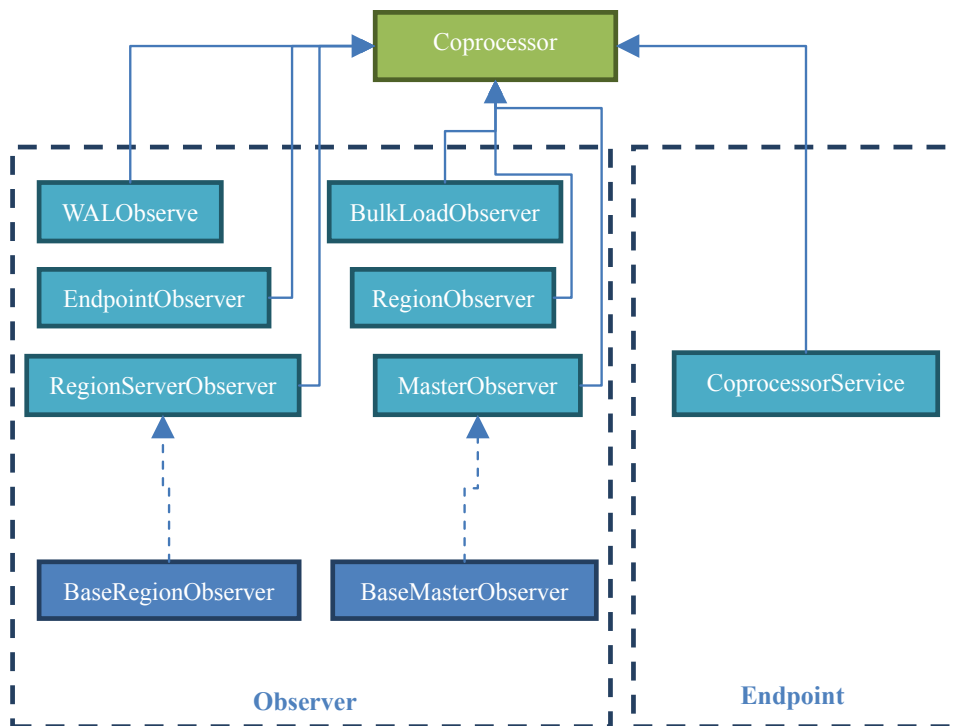 Coprocessor
WALObserve
BulkLoadObserver
EndpointObserver
RegionObserver
RegionServerObserver
MasterObserver
CoprocessorService
BaseRegionObserver
BaseMasterObserver
Observer
Endpoint